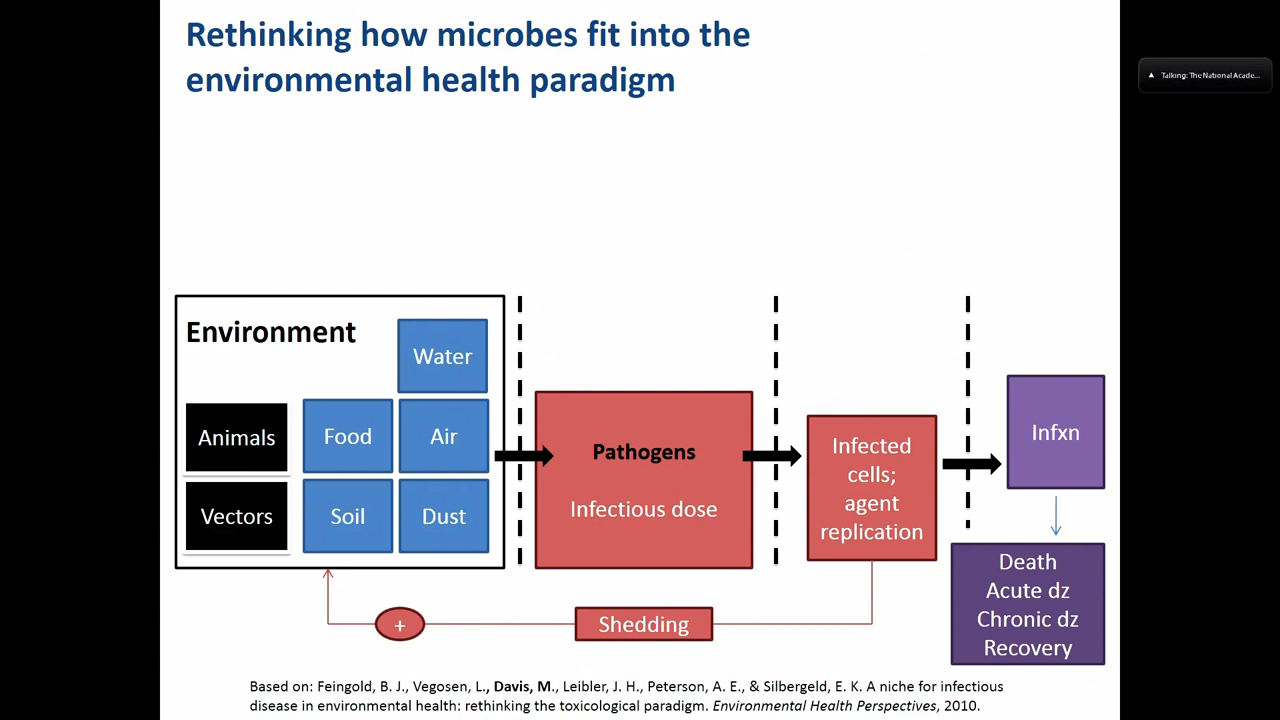 Rethinking how microbes fit into the
environmental health paradigm
▲ Talking: The National Acade...
Environment
Water
Animals
Food
Air
Vectors
Soil
Dust
Pathogens
Infectious dose
Infected
cells;
agent
replication
Infxn
Death
Acute dz
Chronic dz
Recovery
+
Shedding
Based on: Feingold, B. J., Vegosen, L., Davis, M., Leibler, J. H., Peterson, A. E., & Silbergeld, E. K. A niche for infectious
disease in environmental health: rethinking the toxicological paradigm. Environmental Health Perspectives, 2010.